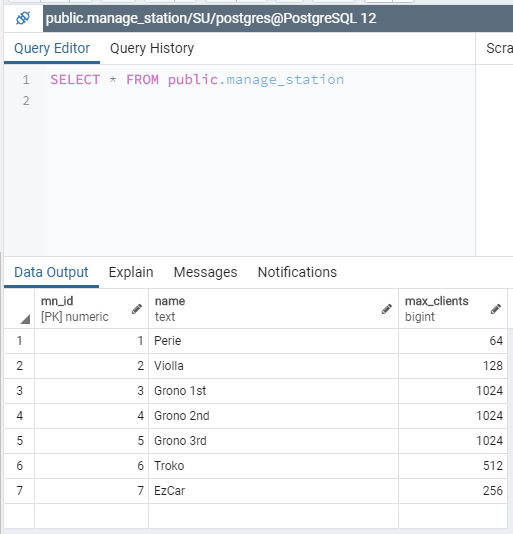 public.manage_station/SU/postgres@PostgreSQL 12
Query Editor Query History Scra
1 SELECT * FROM public.manage_station
2
Data Output Explain Messages Notifications
mn_id name max_clients
[PK] numeric text bigint
1 1 Perie 64
2 2 Violla 128
3 3 Grono 1st 1024
4 4 Grono 2nd 1024
5 5 Grono 3rd 1024
6 6 Troko 512
7 7 EzCar 256